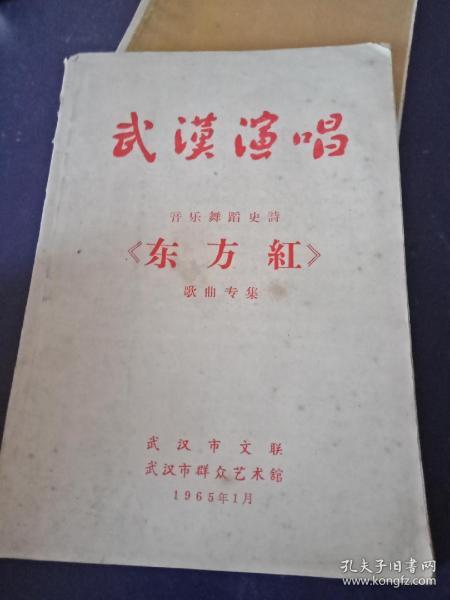 武漢演唱
音乐舞蹈史詩
《东方紅》
歌曲专集
武汉市文联
武汉市群众艺术舘
1965年1月
孔夫子旧书网
www.kongfz.com